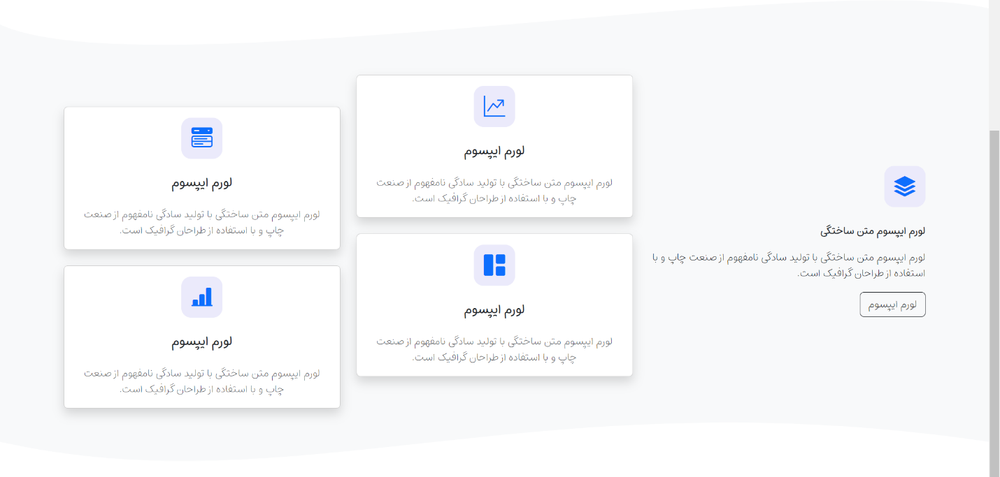 لورم ایپسوم متن ساختگی
لورم ایپسوم متن ساختگی با تولید سادگی نامفهوم از صنعت چاپ و با
استفاده از طراحان گرافیک است.
لورم ایپسوم
لورم ایپسوم
لورم ایپسوم متن ساختگی با تولید سادگی نامفهوم از صنعت
چاپ و با استفاده از طراحان گرافیک است.
لورم ایپسوم
لورم ایپسوم متن ساختگی با تولید سادگی نامفهوم از صنعت
چاپ و با استفاده از طراحان گرافیک است.
لورم ایپسوم
لورم ایپسوم متن ساختگی با تولید سادگی نامفهوم از صنعت
چاپ و با استفاده از طراحان گرافیک است.
لورم ایپسوم
لورم ایپسوم متن ساختگی با تولید سادگی نامفهوم از صنعت
چاپ و با استفاده از طراحان گرافیک است.